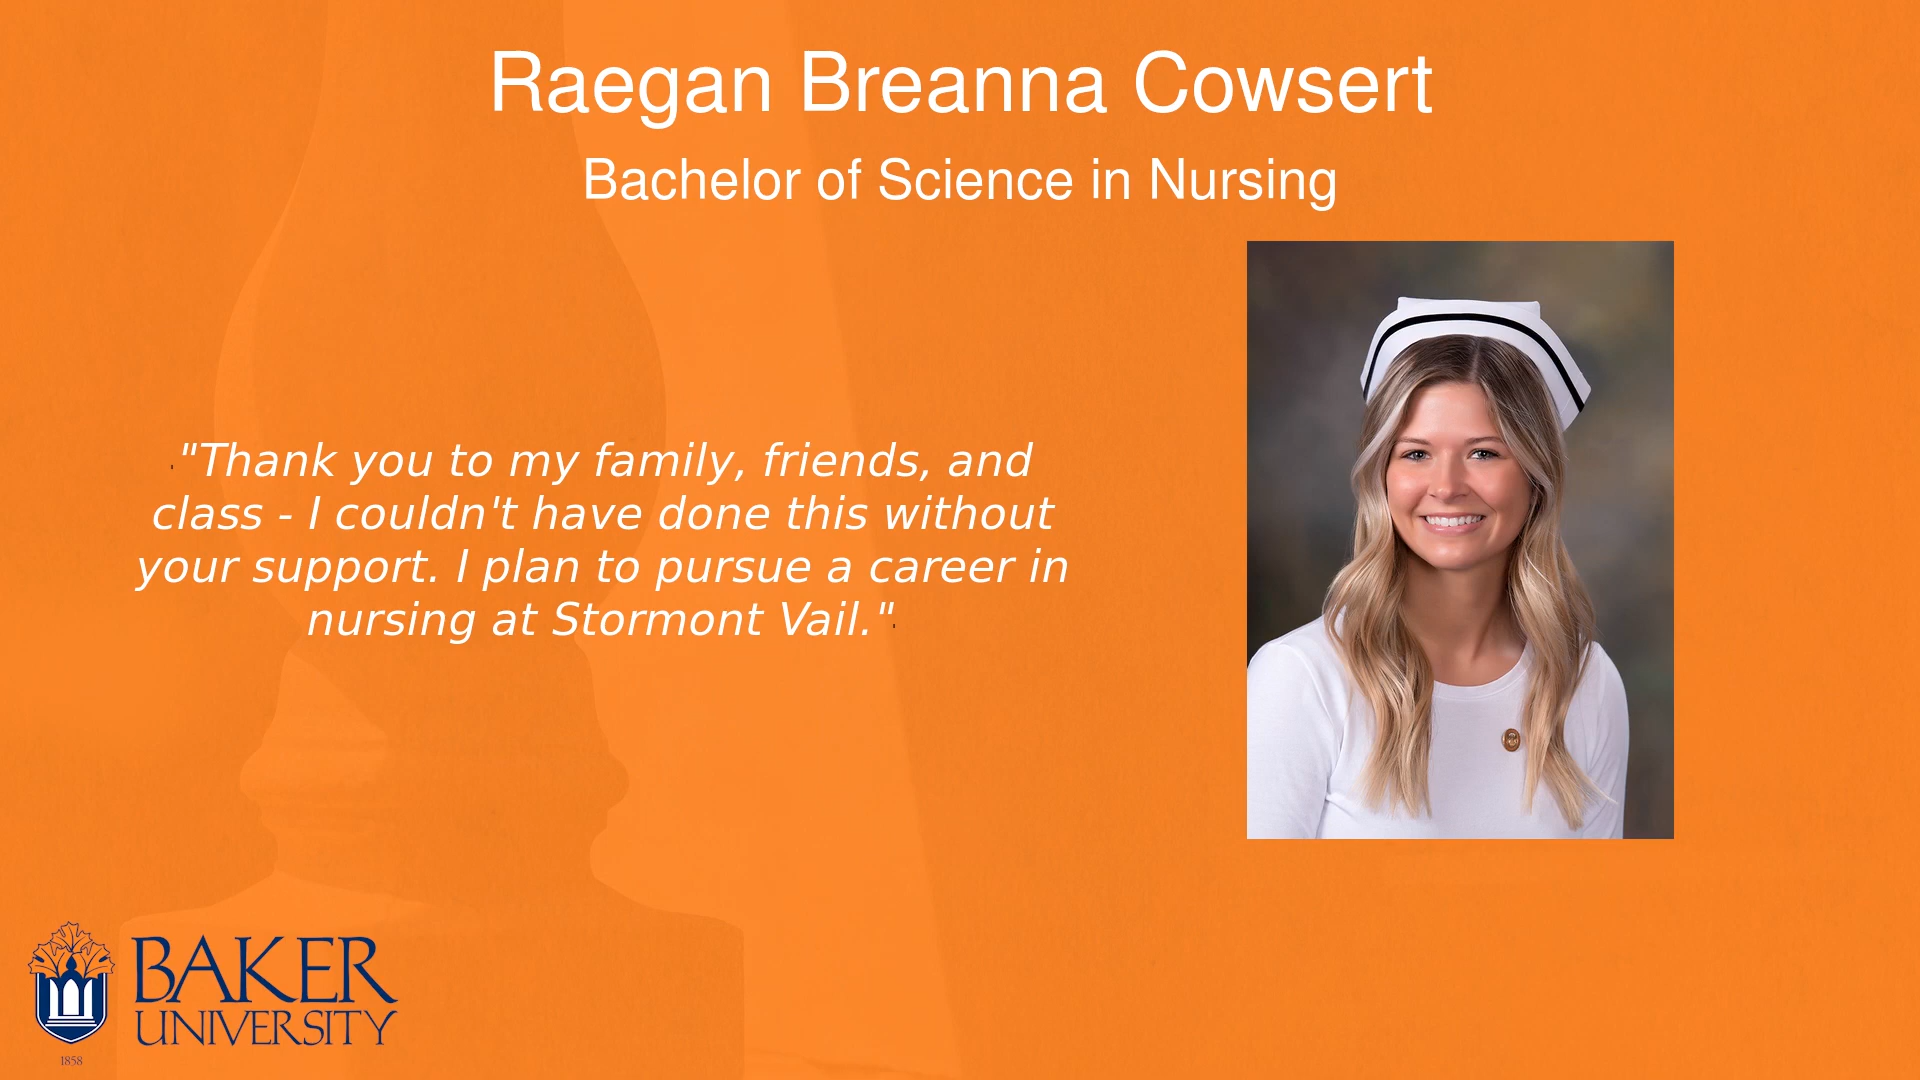 Raegan Breanna Cowsert
Bachelor of Science in Nursing
"Thank you to my family, friends, and
class - I couldn't have done this without
your support. I plan to pursue a career in
nursing at Stormont Vail."
BAKER
UNIVERSITY
1858